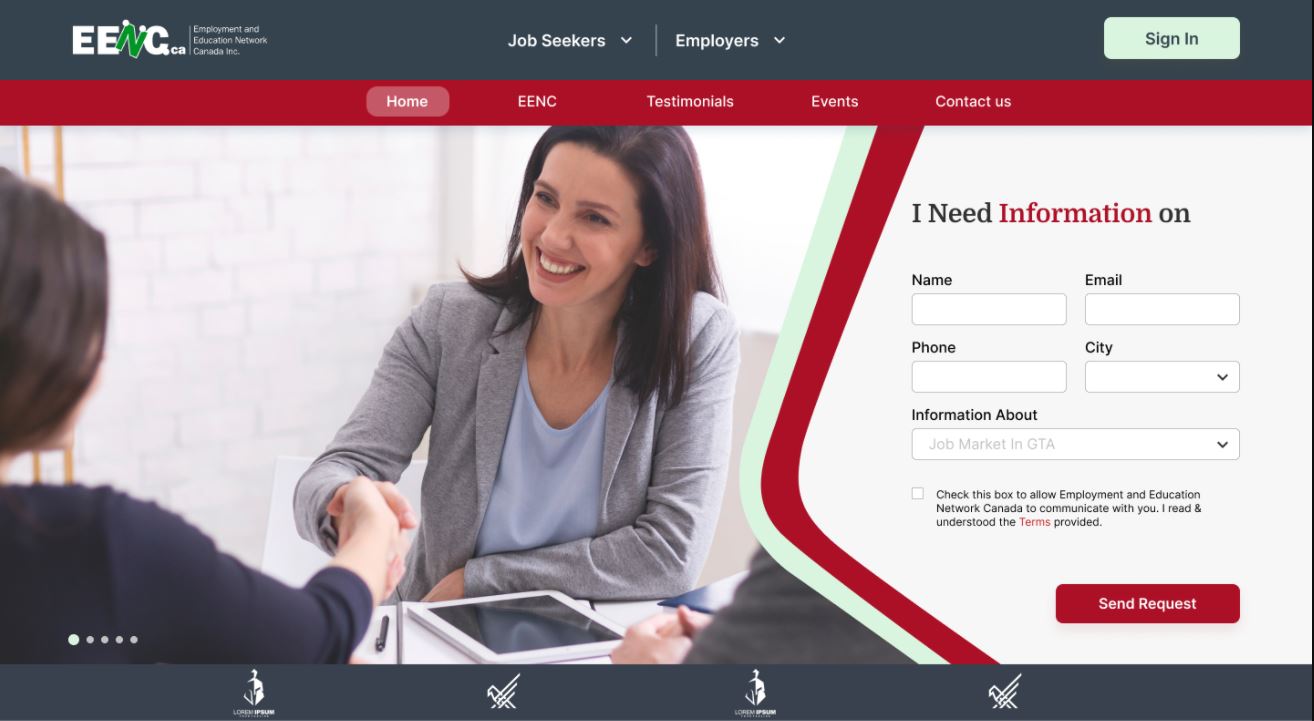 EENC.ca
Employment and
Education Network
Canada Inc.
Job Seekers
Employers
Sign In
Home
EENC
Testimonials
Events
Contact us
I Need Information on
Name
Email
Phone
City
Information About
Job Market In GTA
Check this box to allow Employment and Education
Network Canada to communicate with you. I read &
understood the Terms provided.
Send Request
LOREM IPSUM
LOREM IPSUM